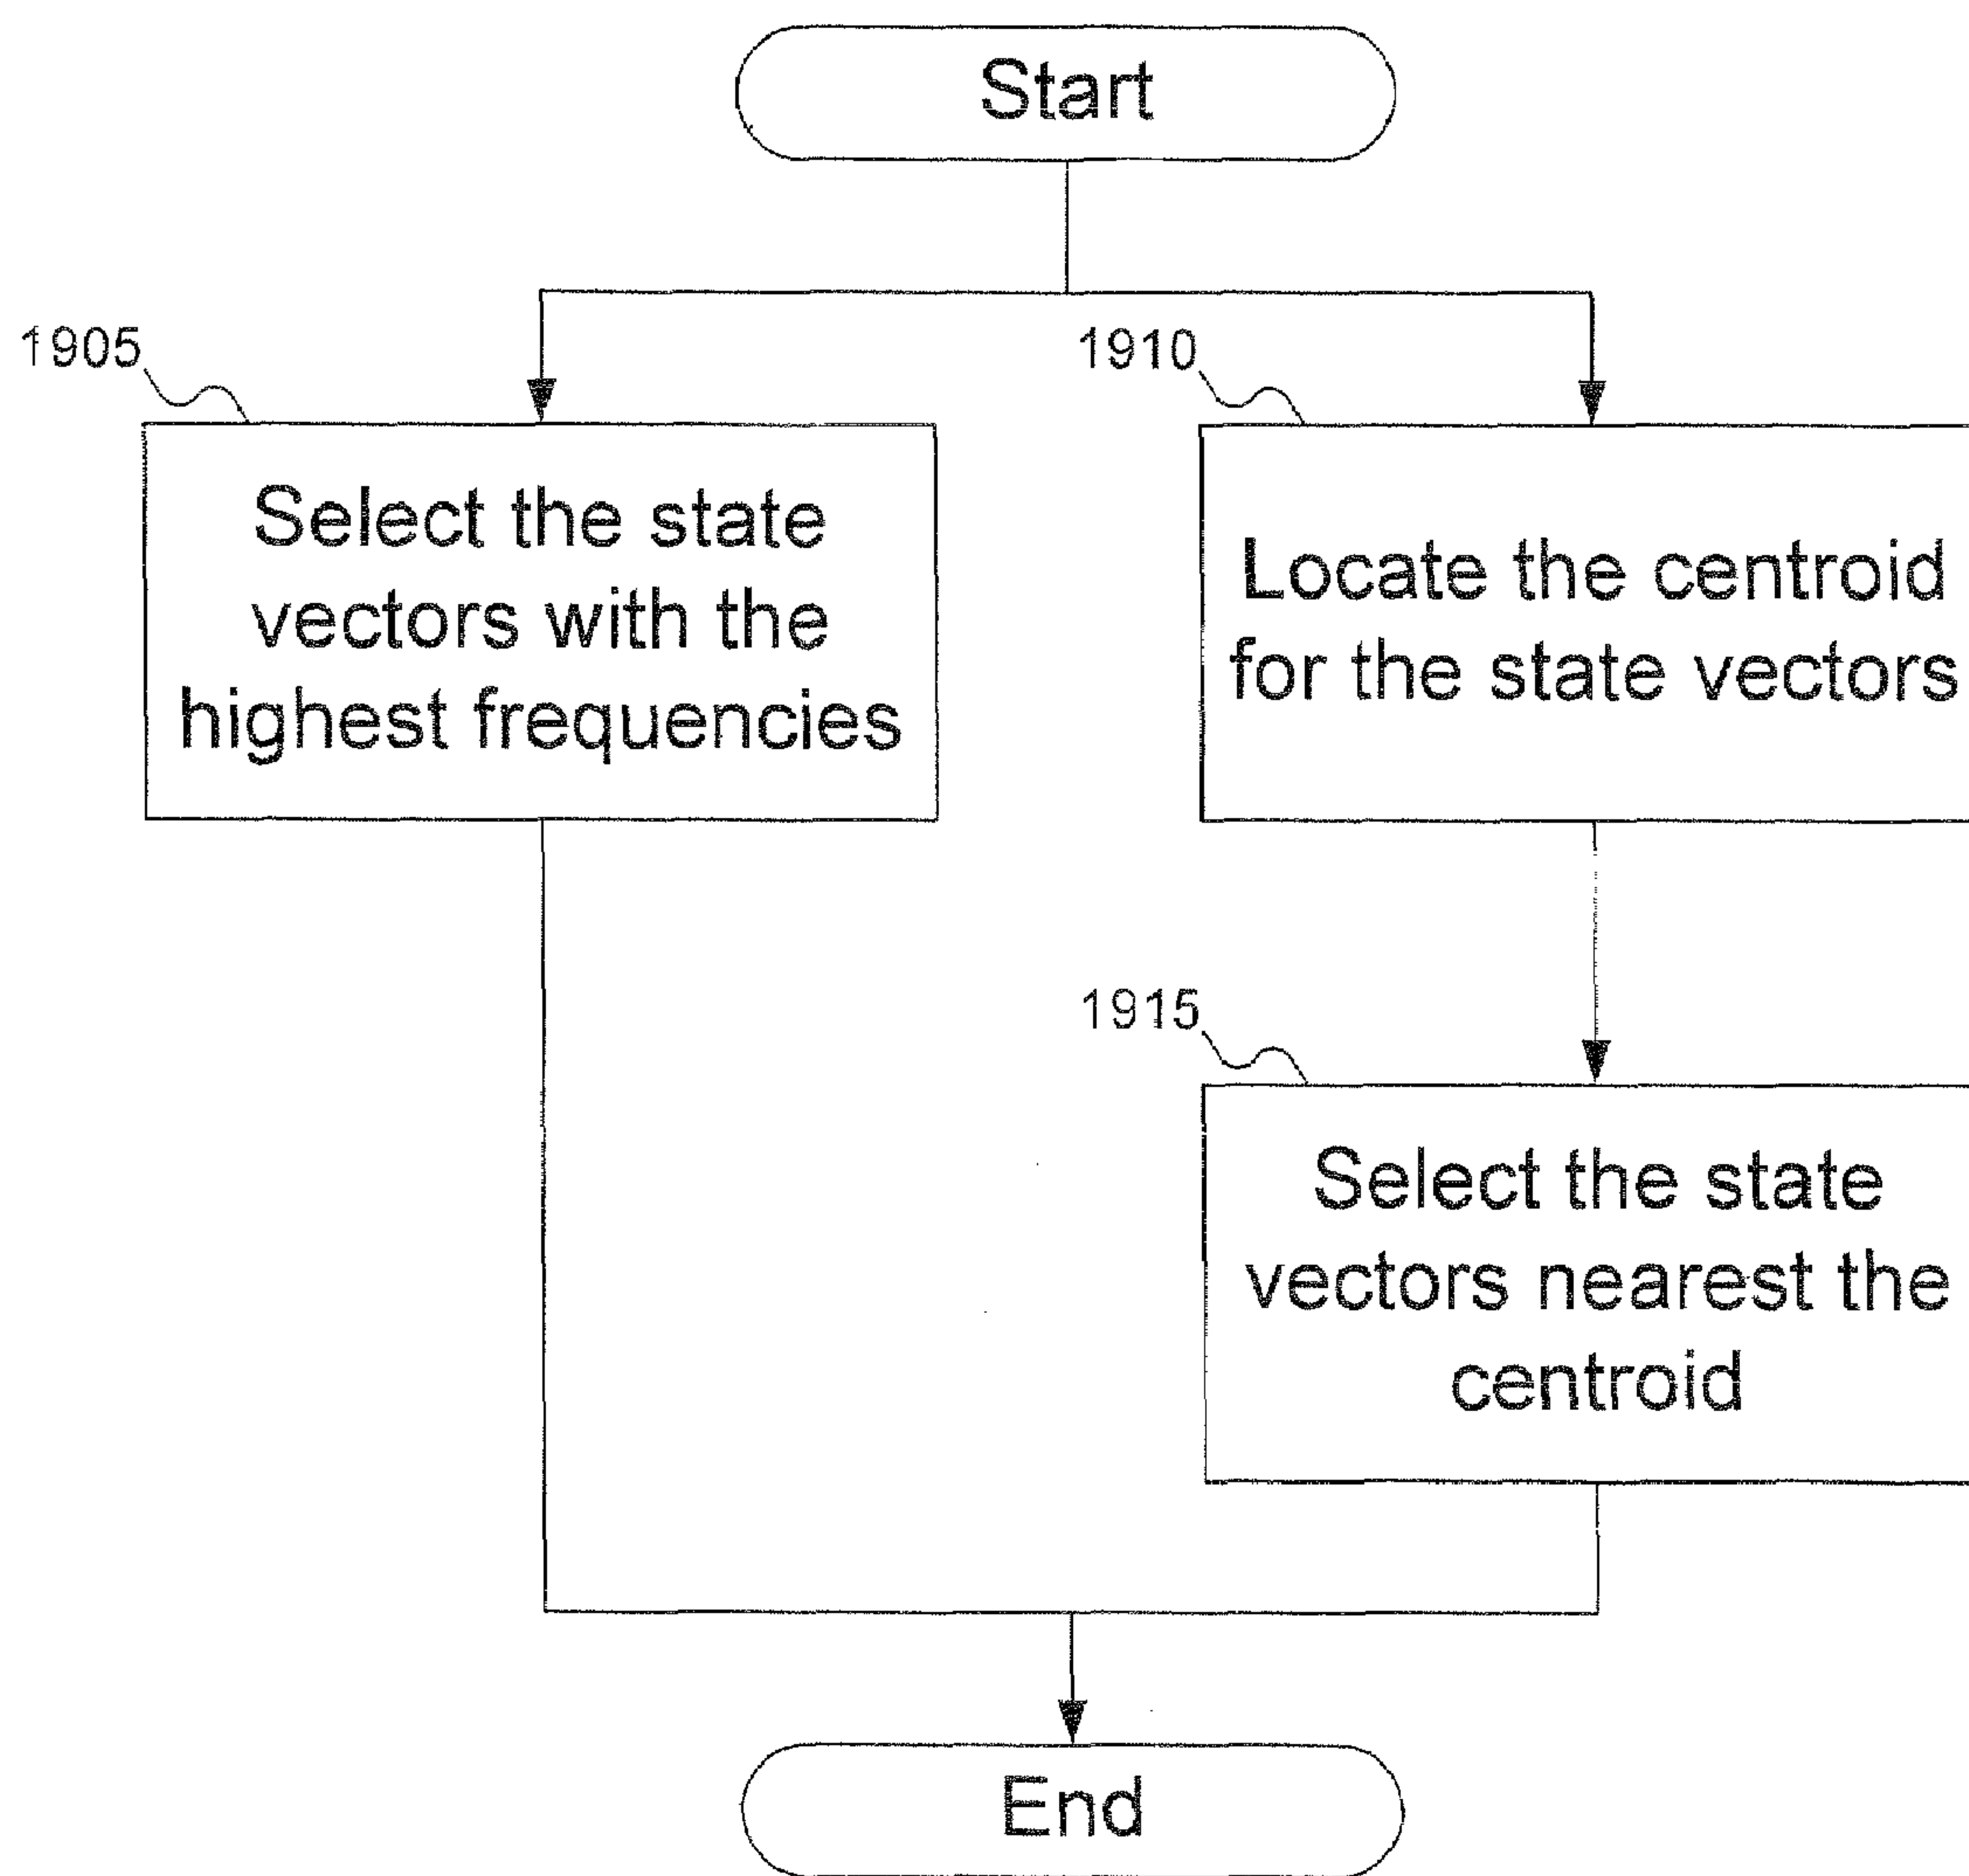 Start
1905
Select the state
vectors with the
highest frequencies
1910
Locate the centroid
for the state vectors
1915
Select the state
vectors nearest the
centroid
End